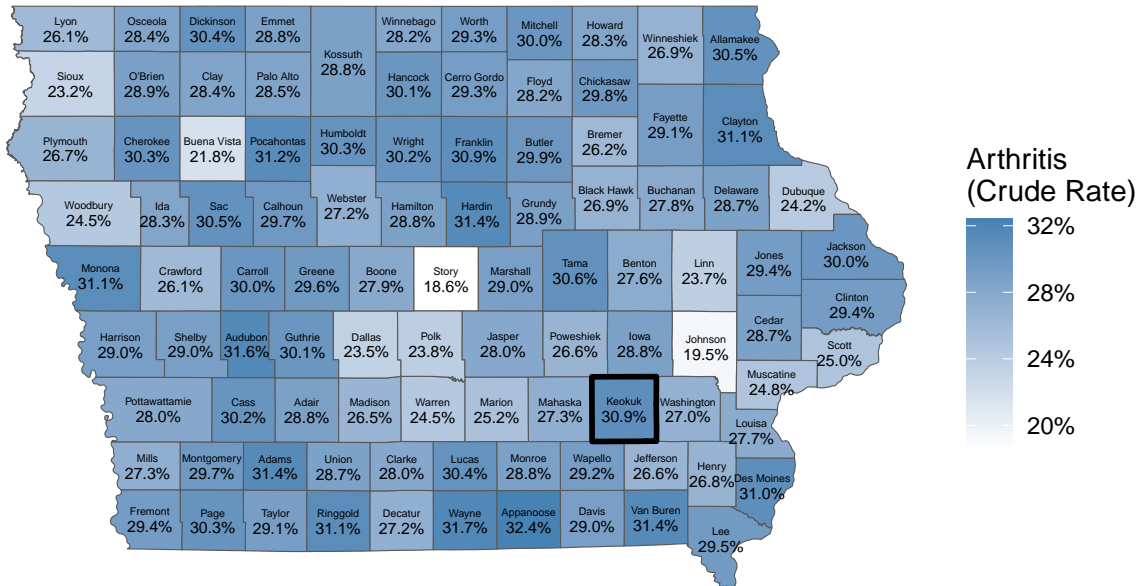 Lyon
26.1%
Osceola
28.4%
Dickinson
30.4%
Emmet
28.8%
Kossuth
28.8%
Winnebago
28.2%
Worth
29.3%
Mitchell
30.0%
Howard
28.3%
Winneshiek
26.9%
Allamakee
30.5%
Sioux
23.2%
O'Brien
28.9%
Clay
28.4%
Palo Alto
28.5%
Hancock
30.1%
Cerro Gordo
29.3%
Floyd
28.2%
Chickasaw
29.8%
Plymouth
26.7%
Cherokee
30.3%
Buena Vista
21.8%
Pocahontas
31.2%
Humboldt
30.3%
Wright
30.2%
Franklin
30.9%
Butler
29.9%
Bremer
26.2%
Fayette
29.1%
Clayton
31.1%
Woodbury
24.5%
Ida
28.3%
Sac
30.5%
Calhoun
29.7%
Webster
27.2%
Hamilton
28.8%
Hardin
31.4%
Grundy
28.9%
Black Hawk
26.9%
Buchanan
27.8%
Delaware
28.7%
Dubuque
24.2%
Monona
31.1%
Crawford
26.1%
Carroll
30.0%
Greene
29.6%
Boone
27.9%
Story
18.6%
Marshall
29.0%
Tama
30.6%
Benton
27.6%
Linn
23.7%
Jones
29.4%
Jackson
30.0%
Clinton
29.4%
Harrison
29.0%
Shelby
29.0%
Audubon
31.6%
Guthrie
30.1%
Dallas
23.5%
Polk
23.8%
Jasper
28.0%
Poweshiek
26.6%
Iowa
28.8%
Johnson
19.5%
Cedar
28.7%
Scott
25.0%
Muscatine
24.8%
Pottawattamie
28.0%
Cass
30.2%
Adair
28.8%
Madison
26.5%
Warren
24.5%
Marion
25.2%
Mahaska
27.3%
Keokuk
30.9%
Washington
27.0%
Louisa
27.7%
Mills
27.3%
Montgomery
29.7%
Adams
31.4%
Union
28.7%
Clarke
28.0%
Lucas
30.4%
Monroe
28.8%
Wapello
29.2%
Jefferson
26.6%
Henry
26.8%
Des Moines
31.0%
Fremont
29.4%
Page
30.3%
Taylor
29.1%
Ringgold
31.1%
Decatur
27.2%
Wayne
31.7%
Appanoose
32.4%
Davis
29.0%
Van Buren
31.4%
Lee
29.5%
Arthritis
(Crude Rate)
32%
28%
24%
20%